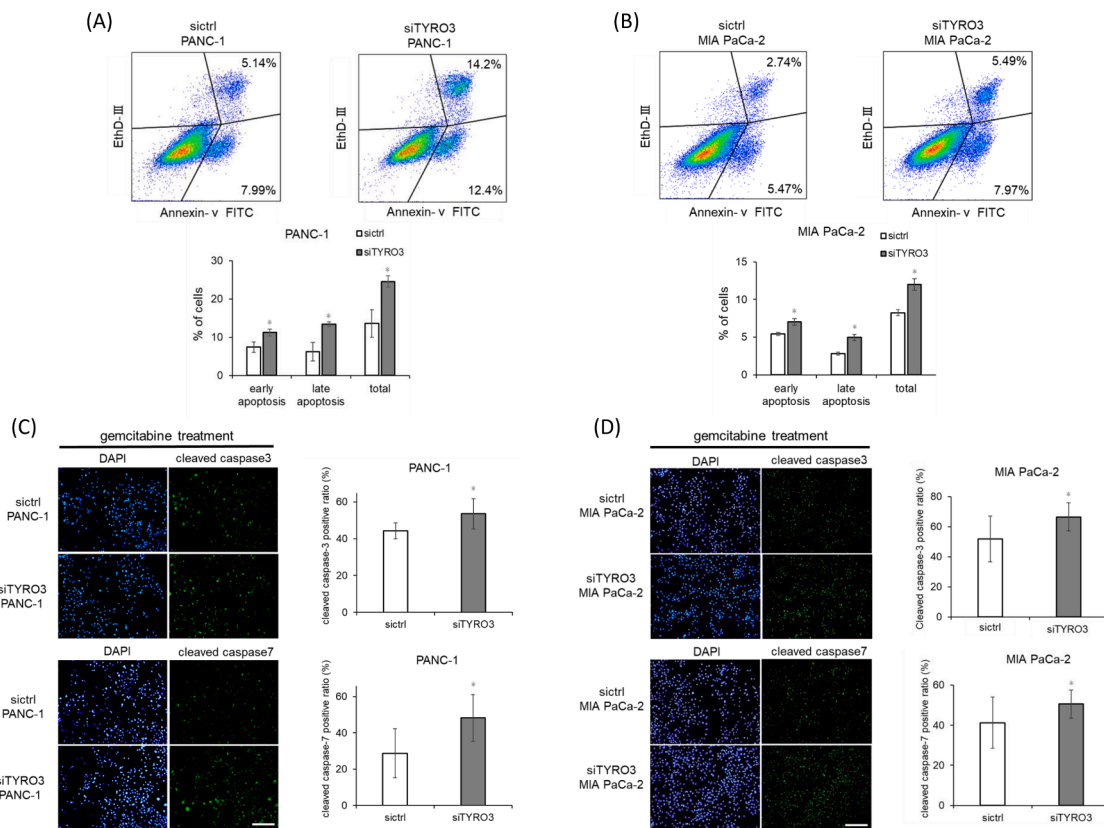 (A)
sictrl
PANC-1
siTYRO3
PANC-1
5.14%
14.2%
EthD-Ⅲ
EthD-Ⅲ
7.99%
12.4%
Annexin- v FITC
Annexin- v FITC
PANC-1
sictrl
siTYRO3
% of cells
30
20
10
0
*
*
*
early
apoptosis
late
apoptosis
total
(B)
sictrl
MIA PaCa-2
siTYRO3
MIA PaCa-2
2.74%
5.49%
EthD-Ⅲ
EthD-Ⅲ
5.47%
7.97%
Annexin- v FITC
Annexin- v FITC
MIA PaCa-2
sictrl
siTYRO3
% of cells
15
10
5
0
*
*
*
early
apoptosis
late
apoptosis
total
(C)
gemcitabine treatment
DAPI
cleaved caspase3
sictrl
PANC-1
siTYRO3
PANC-1
PANC-1
cleaved caspase-3 positive ratio (%)
60
40
20
0
*
sictrl
siTYRO3
DAPI
cleaved caspase7
sictrl
PANC-1
siTYRO3
PANC-1
PANC-1
cleaved caspase-7 positive ratio (%)
60
40
20
0
*
sictrl
siTYRO3
(D)
gemcitabine treatment
DAPI
cleaved caspase3
sictrl
MIA PaCa-2
siTYRO3
MIA PaCa-2
MIA PaCa-2
Cleaved caspase-3 positive ratio (%)
80
60
40
20
0
*
sictrl
siTYRO3
DAPI
cleaved caspase7
sictrl
MIA PaCa-2
siTYRO3
MIA PaCa-2
MIA PaCa-2
cleaved caspase-7 positive ratio (%)
60
40
20
0
*
sictrl
siTYRO3